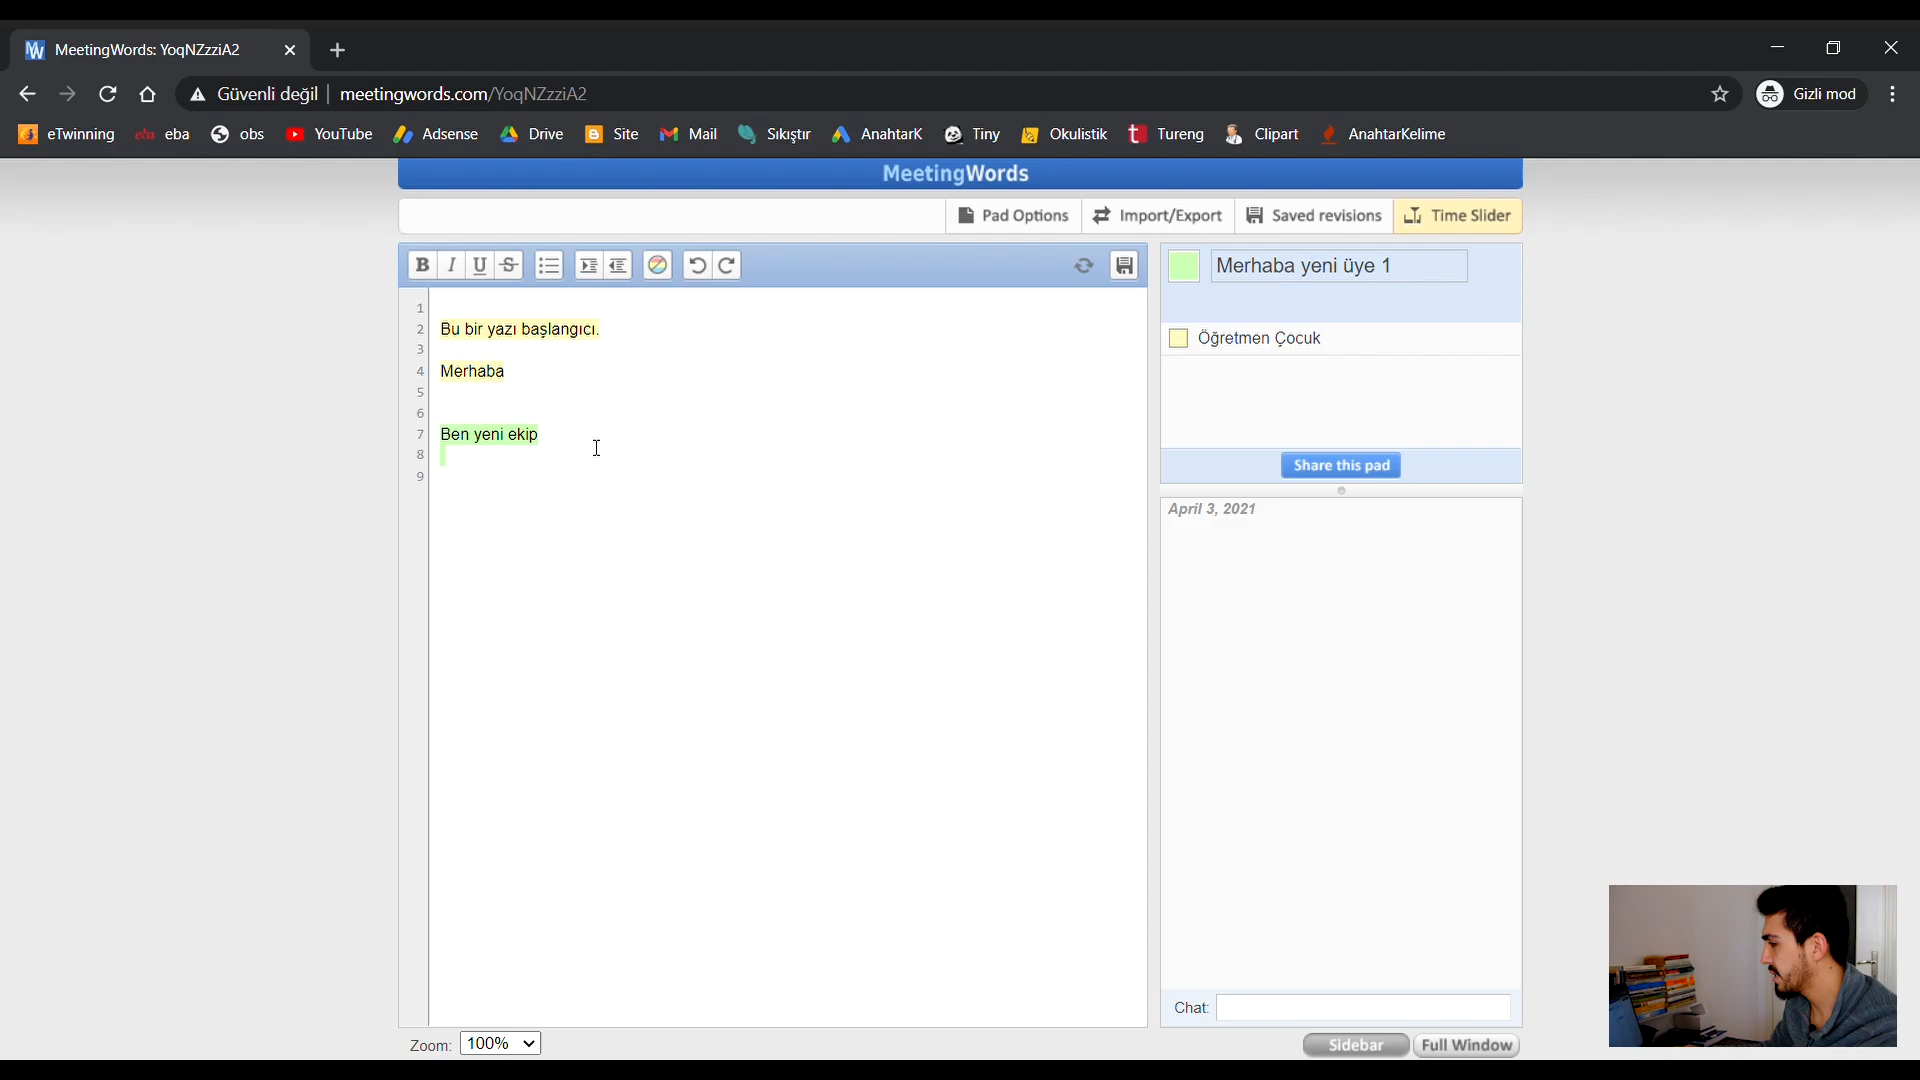 MeetingWords: YoqNZzziA2
Güvenli değil
meetingwords.com/YoqNZzziA2
Gizli mod
eTwinning eba obs YouTube Adsense Drive Site Mail Sıkıştır AnahtarK Tiny Okulistik Tureng Clipart AnahtarKelime
MeetingWords
Pad Options Import/Export Saved revisions Time Slider
B I U S
Merhaba yeni üye 1
1
2 Bu bir yazı başlangıcı.
Öğretmen Çocuk
3
4 Merhaba
5
6
7 Ben yeni ekip
8
9
Share this pad
April 3, 2021
Chat:
Zoom: 100%
Sidebar Full Window